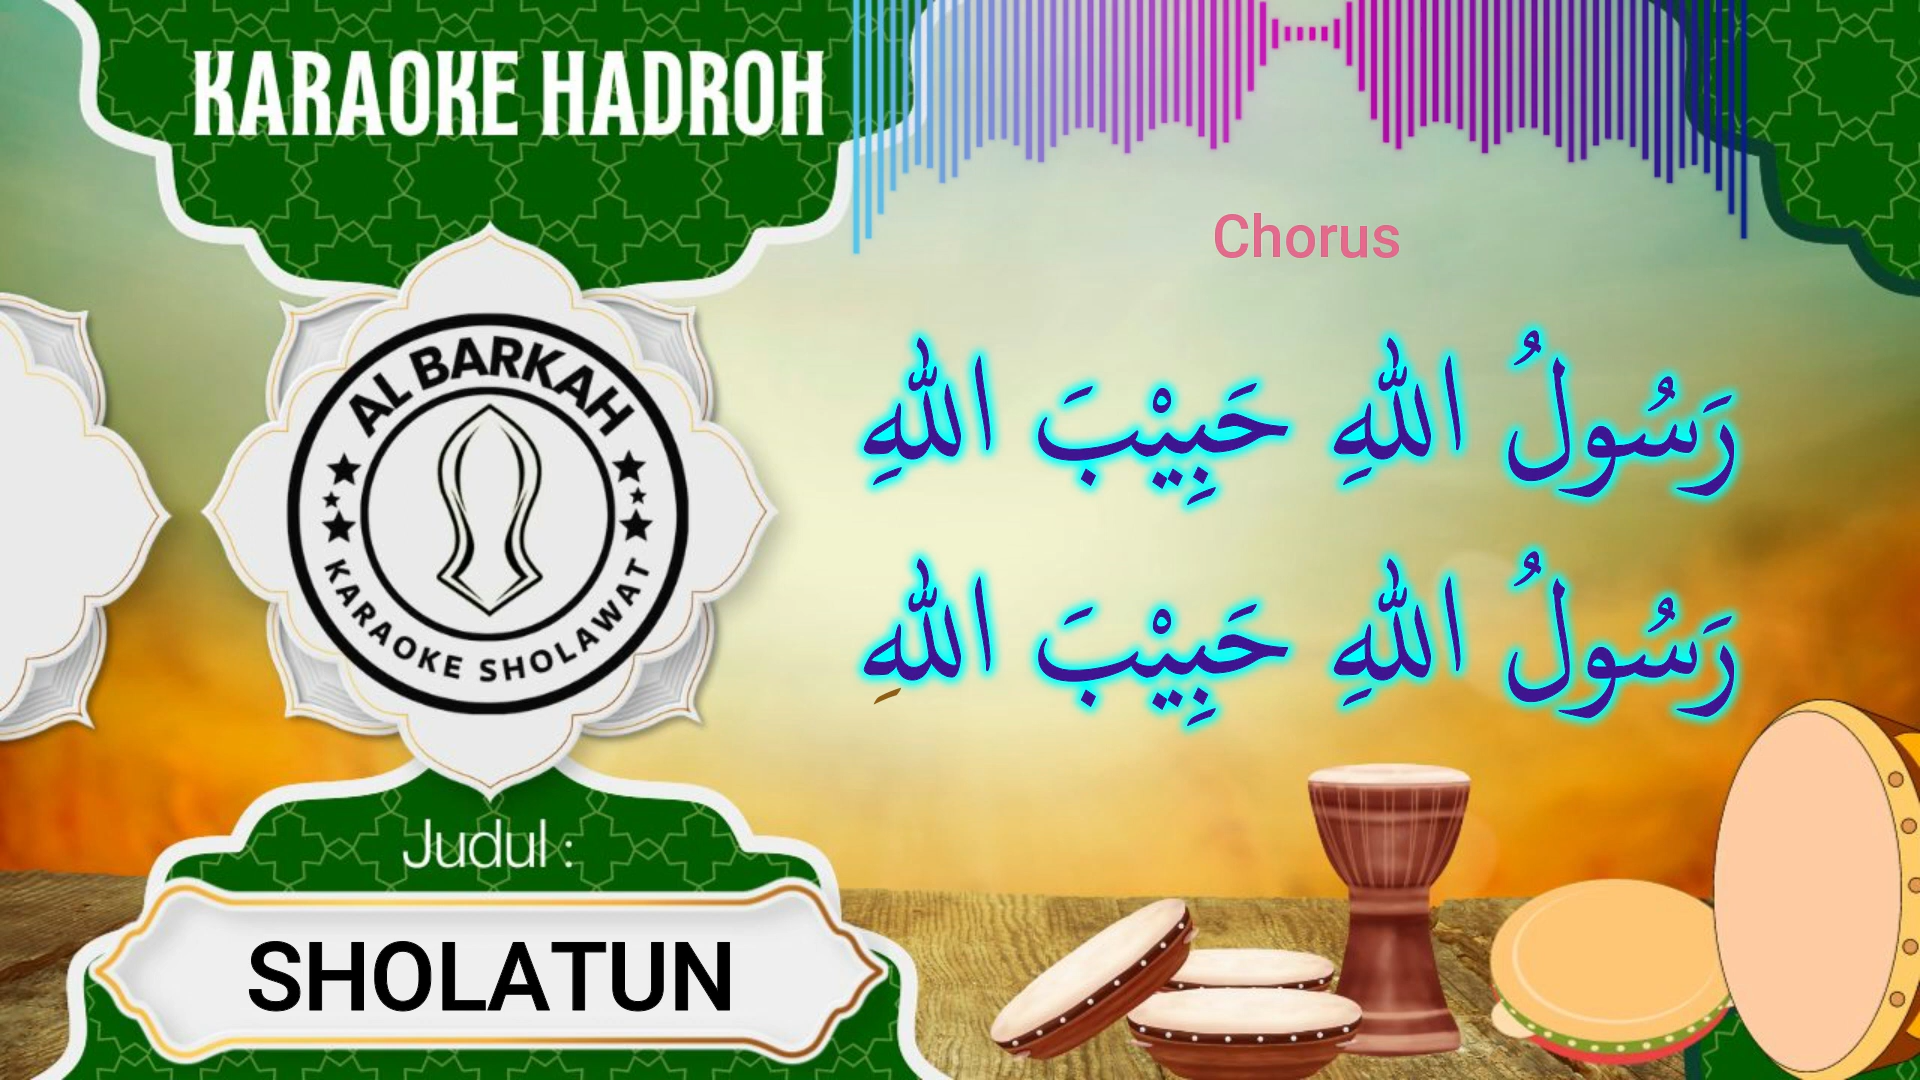 KARAOKE HADROH
AL BARKAH
KARAOKE SHOLAWAT
Judul :
SHOLATUN
Chorus
رَسُولُ اللهِ حَبِيْبَ اللهِ
رَسُولُ اللهِ حَبِيْبَ اللهِ